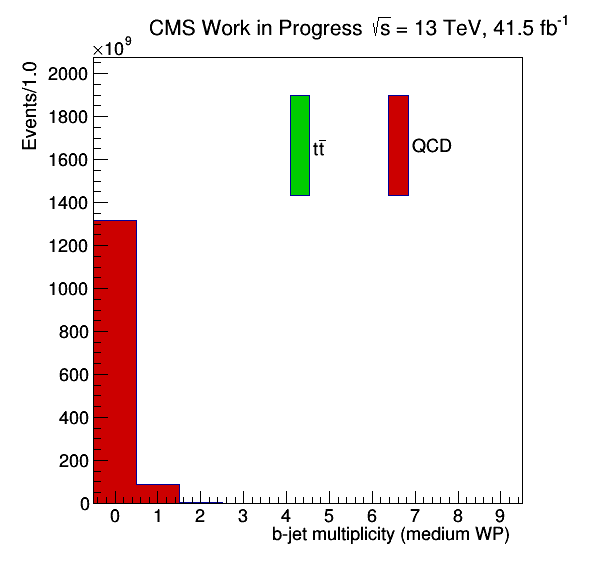 CMS Work in Progress √s = 13 TeV, 41.5 fb⁻¹
×10⁹
Events/1.0
2000
1800
1600
1400
1200
1000
800
600
400
200
0
tt̅
QCD
0 1 2 3 4 5 6 7 8 9
b-jet multiplicity (medium WP)